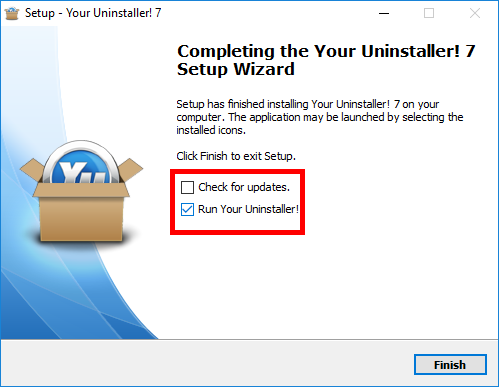 Setup - Your Uninstaller! 7
Completing the Your Uninstaller! 7
Setup Wizard
Setup has finished installing Your Uninstaller! 7 on your
computer. The application may be launched by selecting the
installed icons.
Click Finish to exit Setup.
Check for updates.
Run Your Uninstaller!
YU
Finish